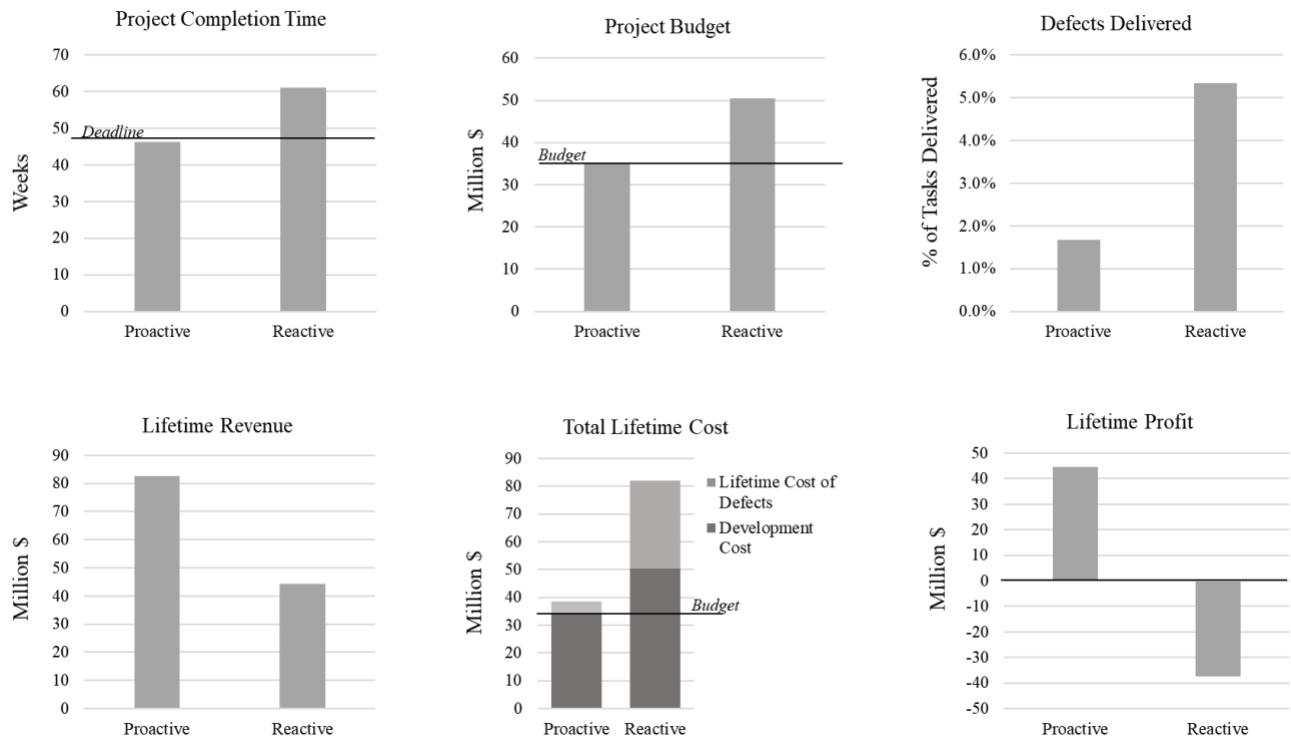 Project Completion Time
70
60
50
40
30
20
10
0
Weeks
Deadline
Proactive
Reactive
Project Budget
60
50
40
30
20
10
0
Million $
Budget
Proactive
Reactive
Defects Delivered
6.0%
5.0%
4.0%
3.0%
2.0%
1.0%
0.0%
% of Tasks Delivered
Proactive
Reactive
Lifetime Revenue
90
80
70
60
50
40
30
20
10
0
Million $
Proactive
Reactive
Total Lifetime Cost
90
80
70
60
50
40
30
20
10
0
Million $
Lifetime Cost of
Defects
Development
Cost
Budget
Proactive
Reactive
Lifetime Profit
50
40
30
20
10
0
-10
-20
-30
-40
-50
Million $
Proactive
Reactive